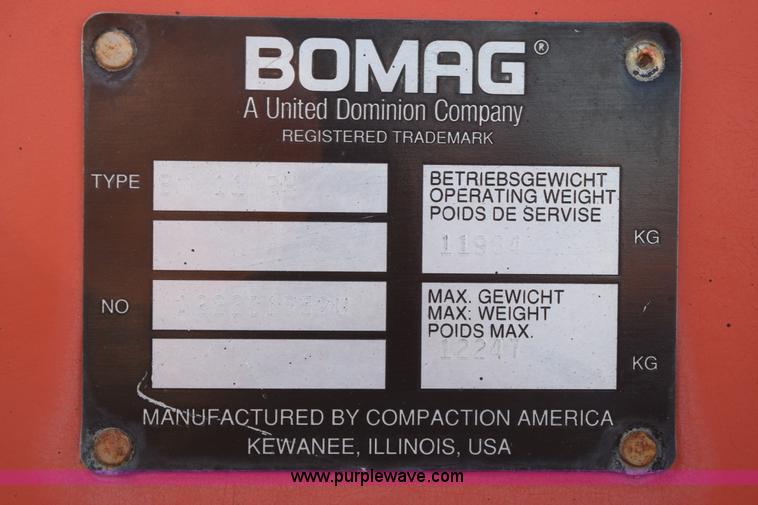 BOMAG®
A United Dominion Company
REGISTERED TRADEMARK
TYPE
BETRIEBSGEWICHT
OPERATING WEIGHT
POIDS DE SERVISE
KG
NO
MAX. GEWICHT
MAX: WEIGHT
POIDS MAX.
12247
KG
MANUFACTURED BY COMPACTION AMERICA
KEWANEE, ILLINOIS, USA
www.purplewave.com